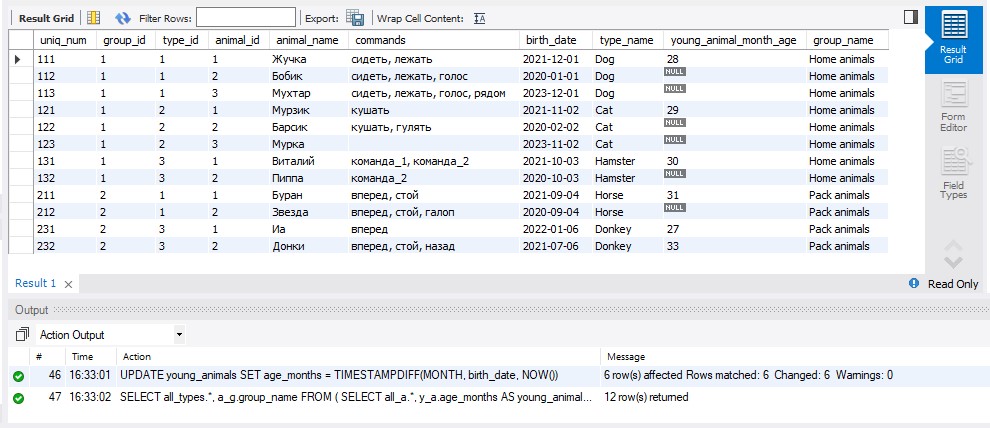 Result Grid Filter Rows: Export: Wrap Cell Content:
uniq_num group_id type_id animal_id animal_name commands birth_date type_name young_animal_month_age group_name
111 1 1 1 Жучка сидеть, лежать 2021-12-01 Dog 28 Home animals
112 1 1 2 Бобик сидеть, лежать, голос 2020-01-01 Dog NULL Home animals
113 1 1 3 Мухтар сидеть, лежать, голос, рядом 2023-12-01 Dog NULL Home animals
121 1 2 1 Мурзик кушать 2021-11-02 Cat 29 Home animals
122 1 2 2 Барсик кушать, гулять 2020-02-02 Cat NULL Home animals
123 1 2 3 Мурка 2023-11-02 Cat NULL Home animals
131 1 3 1 Виталий команда_1, команда_2 2021-10-03 Hamster 30 Home animals
132 1 3 2 Пиппа команда_2 2020-10-03 Hamster NULL Home animals
211 2 1 1 Буран вперед, стой 2021-09-04 Horse 31 Pack animals
212 2 1 2 Звезда вперед, стой, галоп 2020-09-04 Horse NULL Pack animals
231 2 3 1 Иа вперед 2022-01-06 Donkey 27 Pack animals
232 2 3 2 Донки вперед, стой, назад 2021-07-06 Donkey 33 Pack animals
Result
Grid
Form
Editor
Field
Types
Result 1 Read Only
Output
Action Output
# Time Action Message
46 16:33:01 UPDATE young_animals SET age_months = TIMESTAMPDIFF(MONTH, birth_date, NOW()) 6 row(s) affected Rows matched: 6 Changed: 6 Warnings: 0
47 16:33:02 SELECT all_types.*, a_g.group_name FROM ( SELECT all_a.*, y_a.age_months AS young_animal... 12 row(s) returned